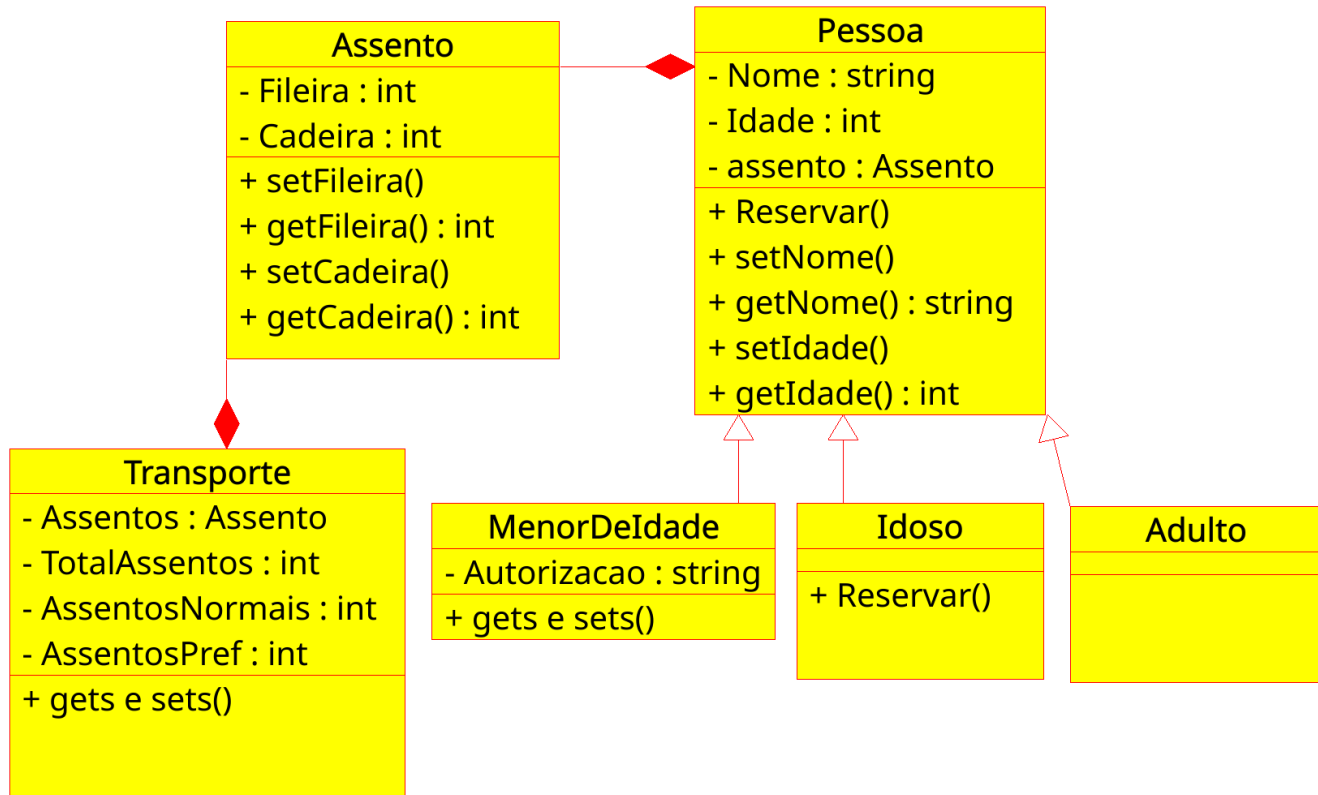 Assento
- Fileira : int
- Cadeira : int
+ setFileira()
+ getFileira() : int
+ setCadeira()
+ getCadeira() : int
Pessoa
- Nome : string
- Idade : int
- assento : Assento
+ Reservar()
+ setNome()
+ getNome() : string
+ setIdade()
+ getIdade() : int
Transporte
- Assentos : Assento
- TotalAssentos : int
- AssentosNormais : int
- AssentosPref : int
+ gets e sets()
MenorDeIdade
- Autorizacao : string
+ gets e sets()
Idoso
+ Reservar()
Adulto